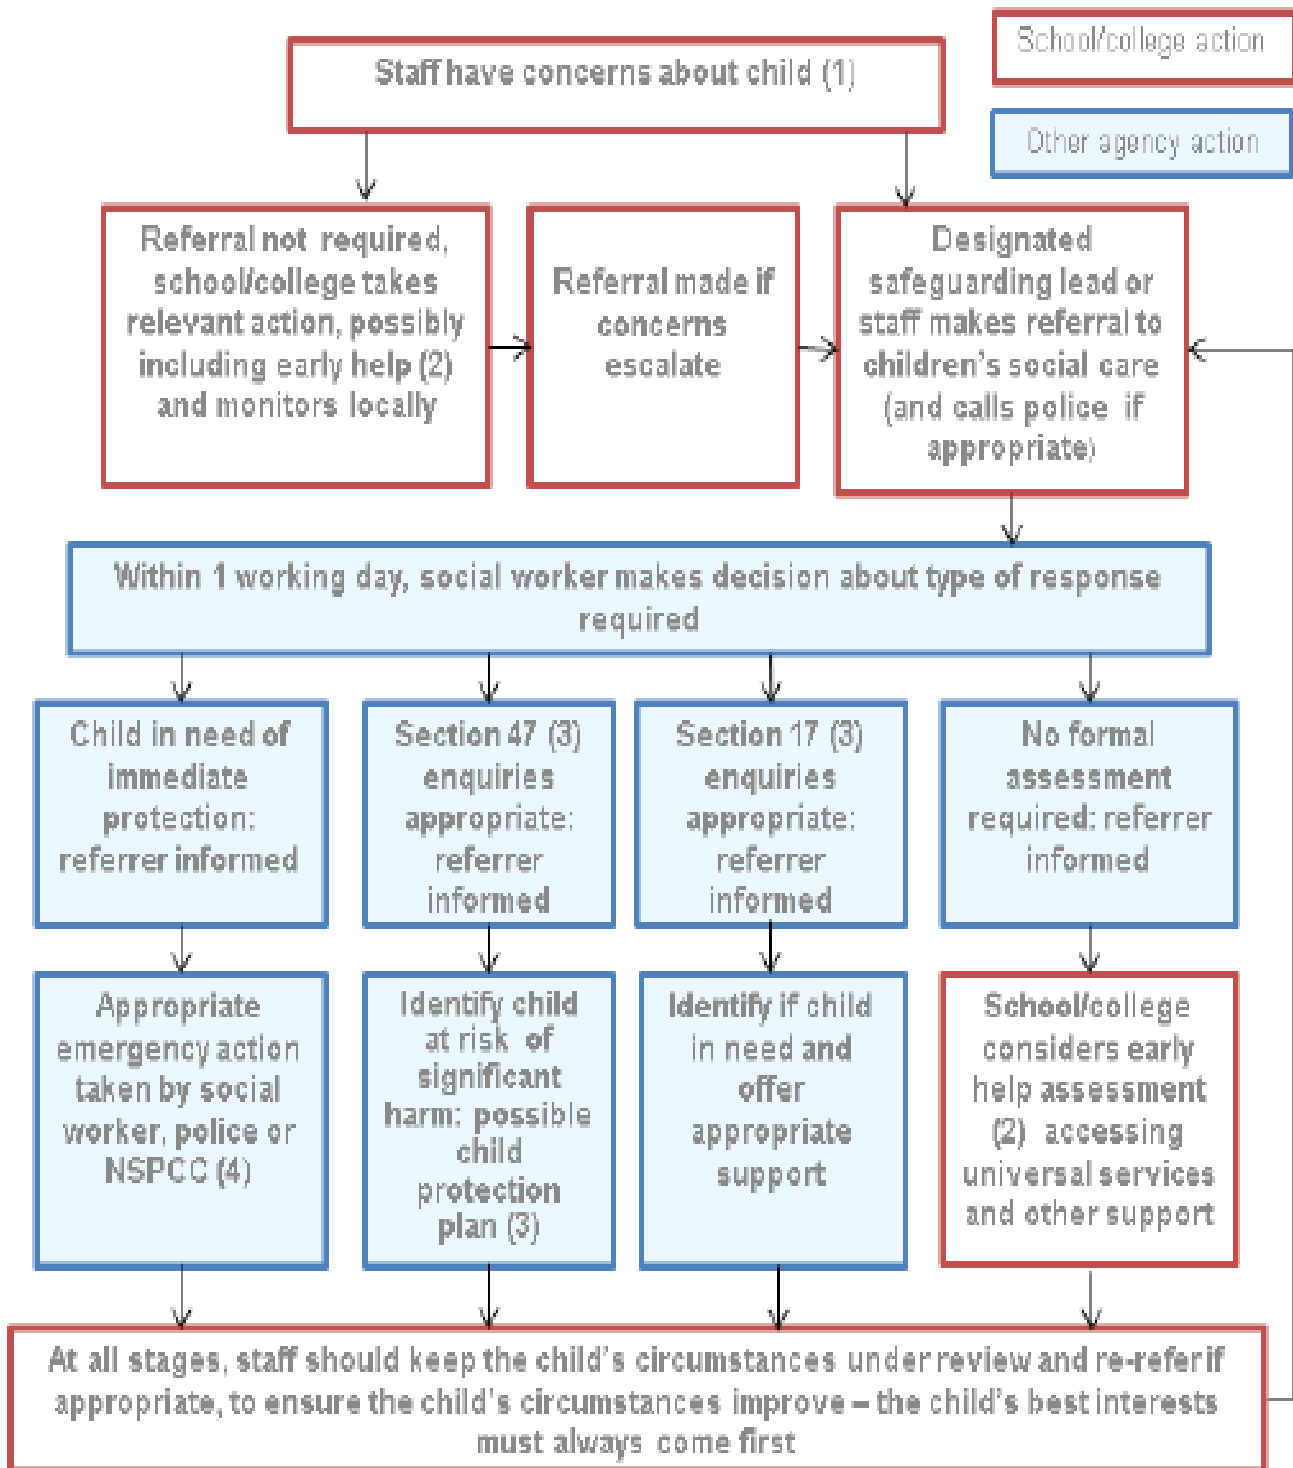 School/college action
Staff have concerns about child (1)
Other agency action
Referral not required,
school/college takes
relevant action, possibly
including early help (2)
and monitors locally
Referral made if
concerns
escalate
Designated
safeguarding lead or
staff makes referral to
children's social care
(and calls police if
appropriate)
Within 1 working day, social worker makes decision about type of response
required
Child in need of
immediate
protection:
referrer informed
Section 47 (3)
enquiries
appropriate:
referrer
informed
Section 17 (3)
enquiries
appropriate:
referrer
informed
No formal
assessment
required: referrer
informed
Appropriate
emergency action
taken by social
worker, police or
NSPCC (4)
Identify child
at risk of
significant
harm: possible
child
protection
plan (3)
Identify if child
in need and
offer
appropriate
support
School/college
considers early
help assessment
(2) accessing
universal services
and other support
At all stages, staff should keep the child's circumstances under review and re-refer if
appropriate, to ensure the child's circumstances improve – the child's best interests
must always come first